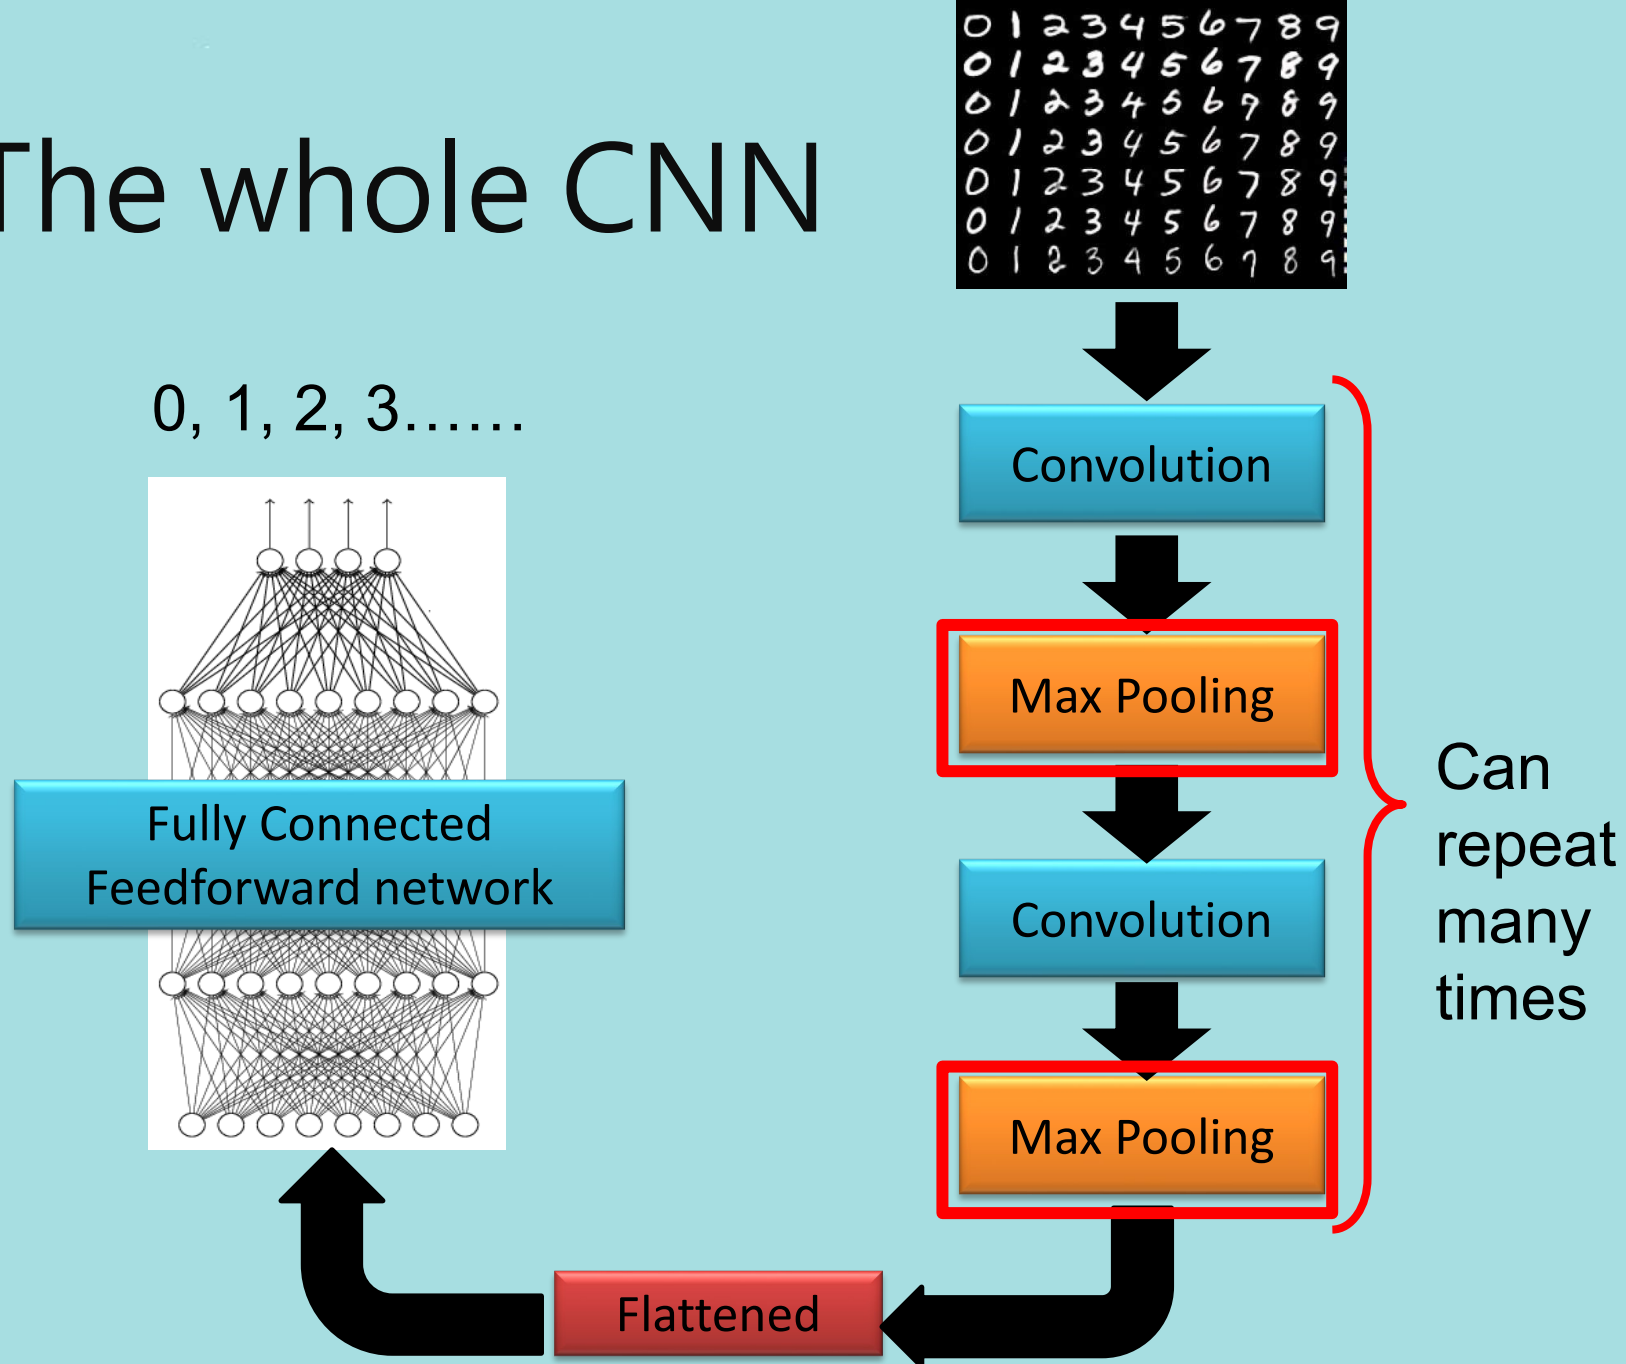 0 1 2 3 4 5 6 7 8 9
0 1 2 3 4 5 6 7 8 9
0 1 2 3 4 5 6 7 8 9
0 1 2 3 4 5 6 7 8 9
0 1 2 3 4 5 6 7 8 9
0 1 2 3 4 5 6 7 8 9
0 1 2 3 4 5 6 7 8 9
The whole CNN
0, 1, 2, 3……
Convolution
Max Pooling
Convolution
Max Pooling
Can
repeat
many
times
Fully Connected
Feedforward network
Flattened